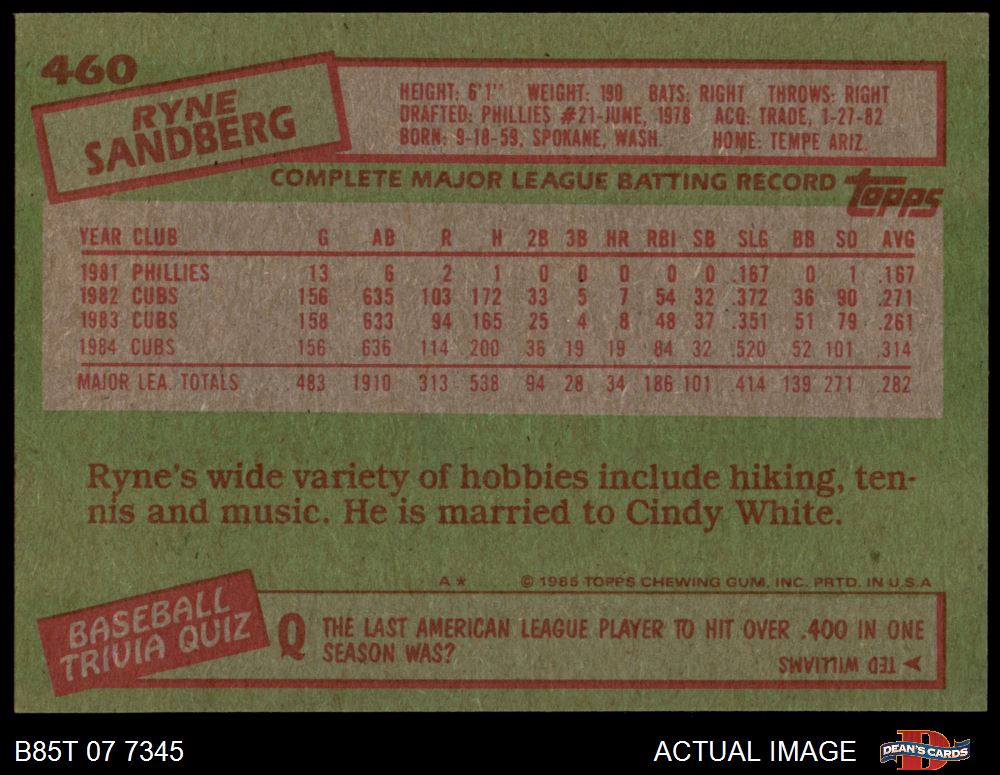 460
RYNE
SANDBERG
HEIGHT: 6'1" WEIGHT: 190 BATS: RIGHT THROWS: RIGHT
DRAFTED: PHILLIES #21-JUNE, 1978 ACQ: TRADE, 1-27-82
BORN: 9-18-59, SPOKANE, WASH. HOME: TEMPE ARIZ.
COMPLETE MAJOR LEAGUE BATTING RECORD topps
YEAR CLUB G AB R H 2B 3B HR RBI SB SLG BB SO AVG
1981 PHILLIES 13 6 2 1 0 0 0 0 0 .167 0 1 .167
1982 CUBS 156 635 103 172 33 5 7 54 32 .372 36 90 .271
1983 CUBS 158 633 94 165 25 4 8 48 37 .351 51 79 .261
1984 CUBS 156 636 114 200 36 19 19 84 32 .520 52 101 .314
MAJOR LEA. TOTALS 483 1910 313 538 94 28 34 186 101 .414 139 271 .282
Ryne's wide variety of hobbies include hiking, ten-
nis and music. He is married to Cindy White.
A * © 1985 TOPPS CHEWING GUM, INC. PRTD. IN U.S.A
BASEBALL
TRIVIA QUIZ
Q THE LAST AMERICAN LEAGUE PLAYER TO HIT OVER .400 IN ONE
SEASON WAS?
TED WILLIAMS
B85T 07 7345 ACTUAL IMAGE D DEAN'S CARDS